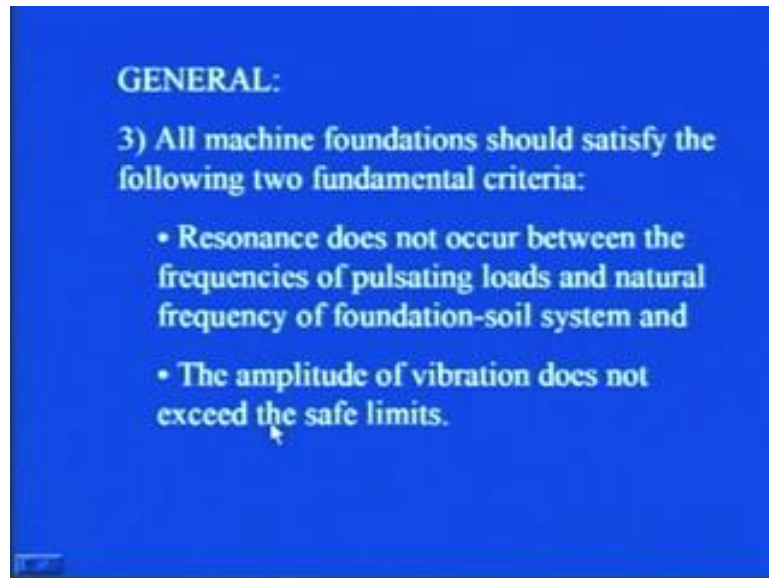 GENERAL:
3) All machine foundations should satisfy the
following two fundamental criteria:
• Resonance does not occur between the
frequencies of pulsating loads and natural
frequency of foundation-soil system and
• The amplitude of vibration does not
exceed the safe limits.